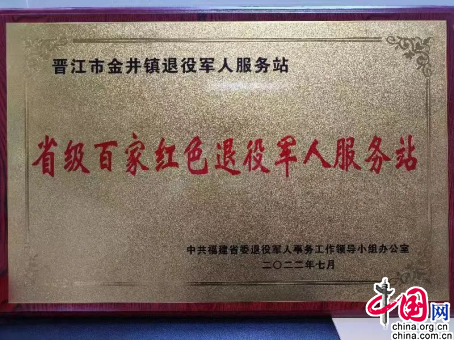 晋江市金井镇退役军人服务站
省级百家红色退役军人服务站
中共福建省委退役军人事务工作领导小组办公室
二〇二二年七月
中国网
china.org.cn
china.com.cn